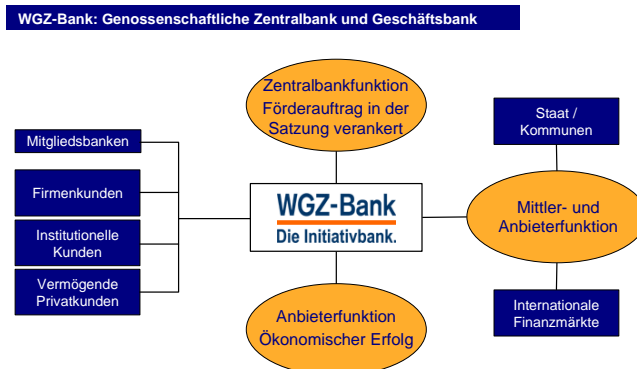 WGZ-Bank: Genossenschaftliche Zentralbank und Geschäftsbank
Zentralbankfunktion
Förderauftrag in der
Satzung verankert
Mitgliedsbanken
Firmenkunden
Institutionelle
Kunden
Vermögende
Privatkunden
WGZ-Bank
Die Initiativbank.
Staat /
Kommunen
Mittler- und
Anbieterfunktion
Internationale
Finanzmärkte
Anbieterfunktion
Ökonomischer Erfolg